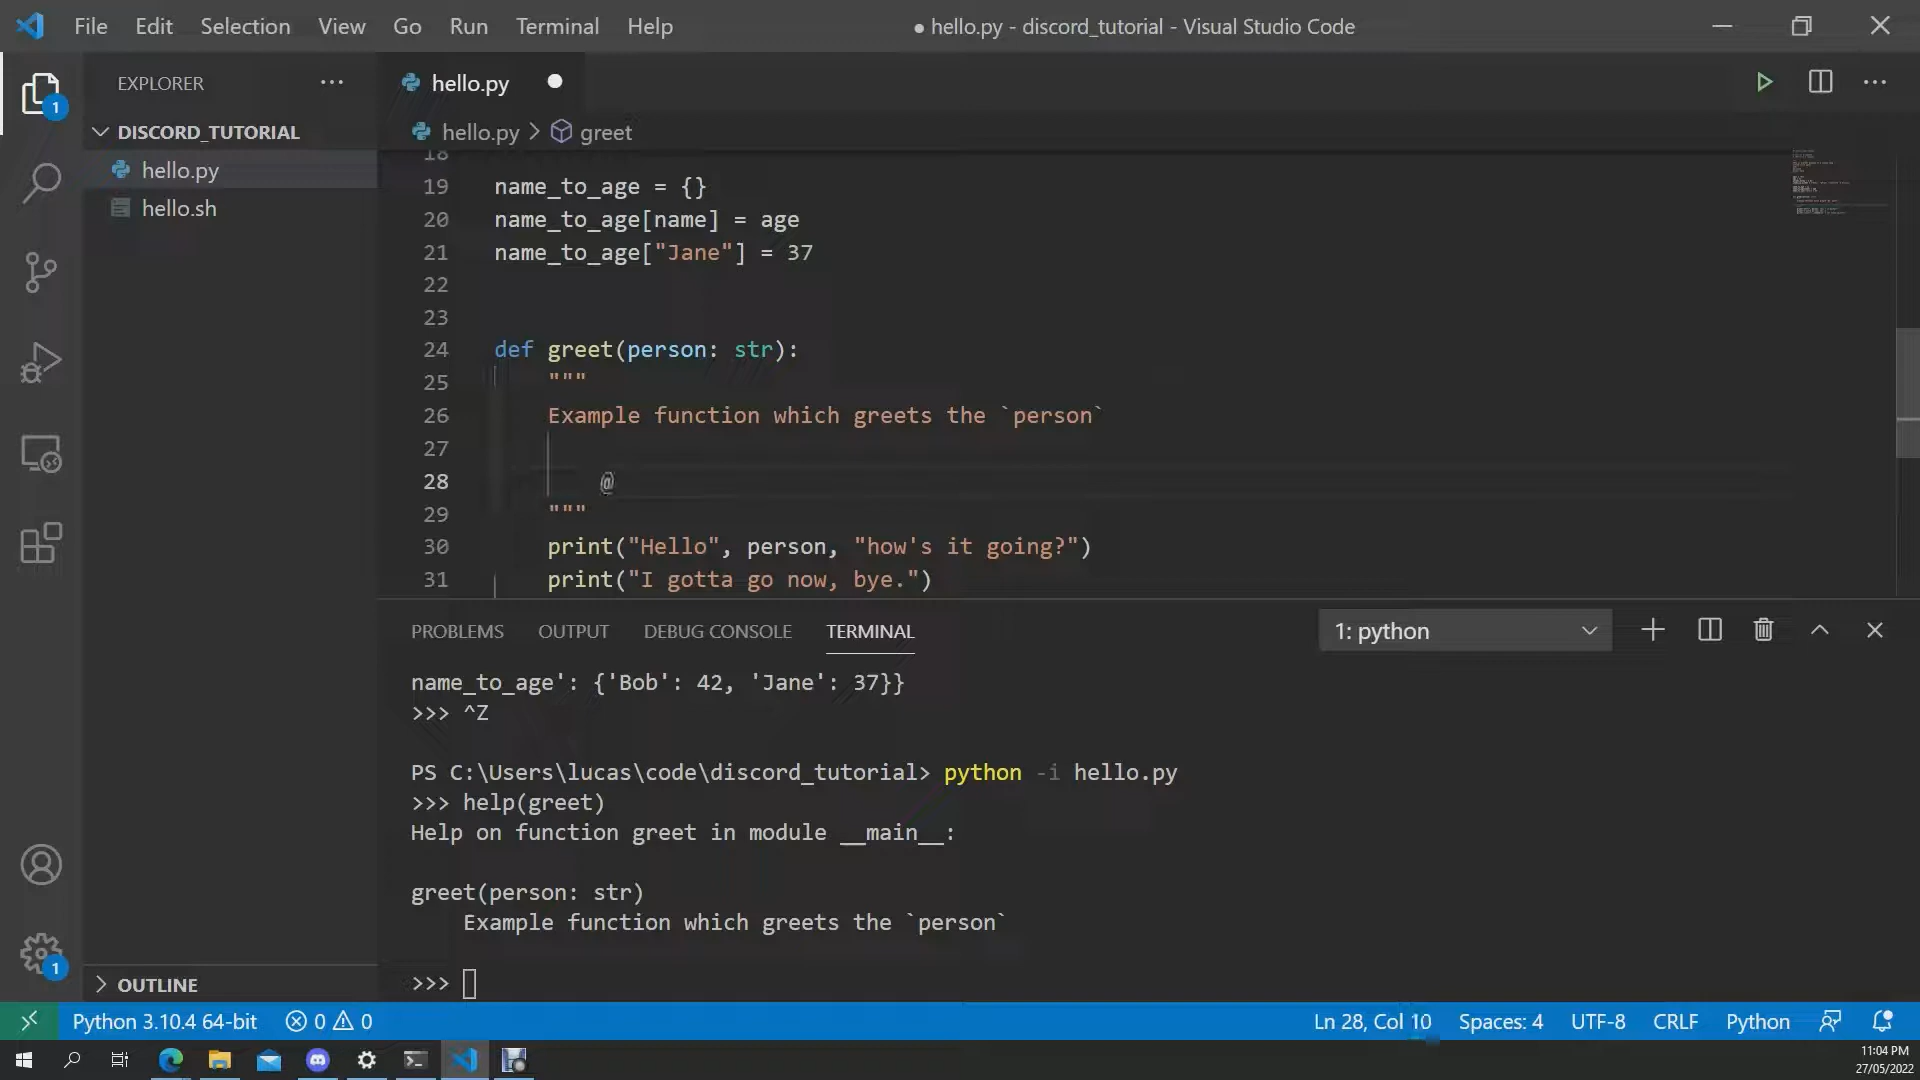 File Edit Selection View Go Run Terminal Help
● hello.py - discord_tutorial - Visual Studio Code
EXPLORER
hello.py
1
DISCORD_TUTORIAL
hello.py > greet
hello.py
hello.sh
18
19 name_to_age = {}
20 name_to_age[name] = age
21 name_to_age["Jane"] = 37
22
23
24 def greet(person: str):
25 """
26 Example function which greets the `person`
27
28 @
29 """
30 print("Hello", person, "how's it going?")
31 print("I gotta go now, bye.")
PROBLEMS OUTPUT DEBUG CONSOLE TERMINAL
1: python
name_to_age': {'Bob': 42, 'Jane': 37}}
>>> ^Z
PS C:\Users\lucas\code\discord_tutorial> python -i hello.py
>>> help(greet)
Help on function greet in module __main__:
greet(person: str)
Example function which greets the `person`
>>>
1
OUTLINE
Python 3.10.4 64-bit 0 0
Ln 28, Col 10 Spaces: 4 UTF-8 CRLF Python
11:04 PM
27/05/2022